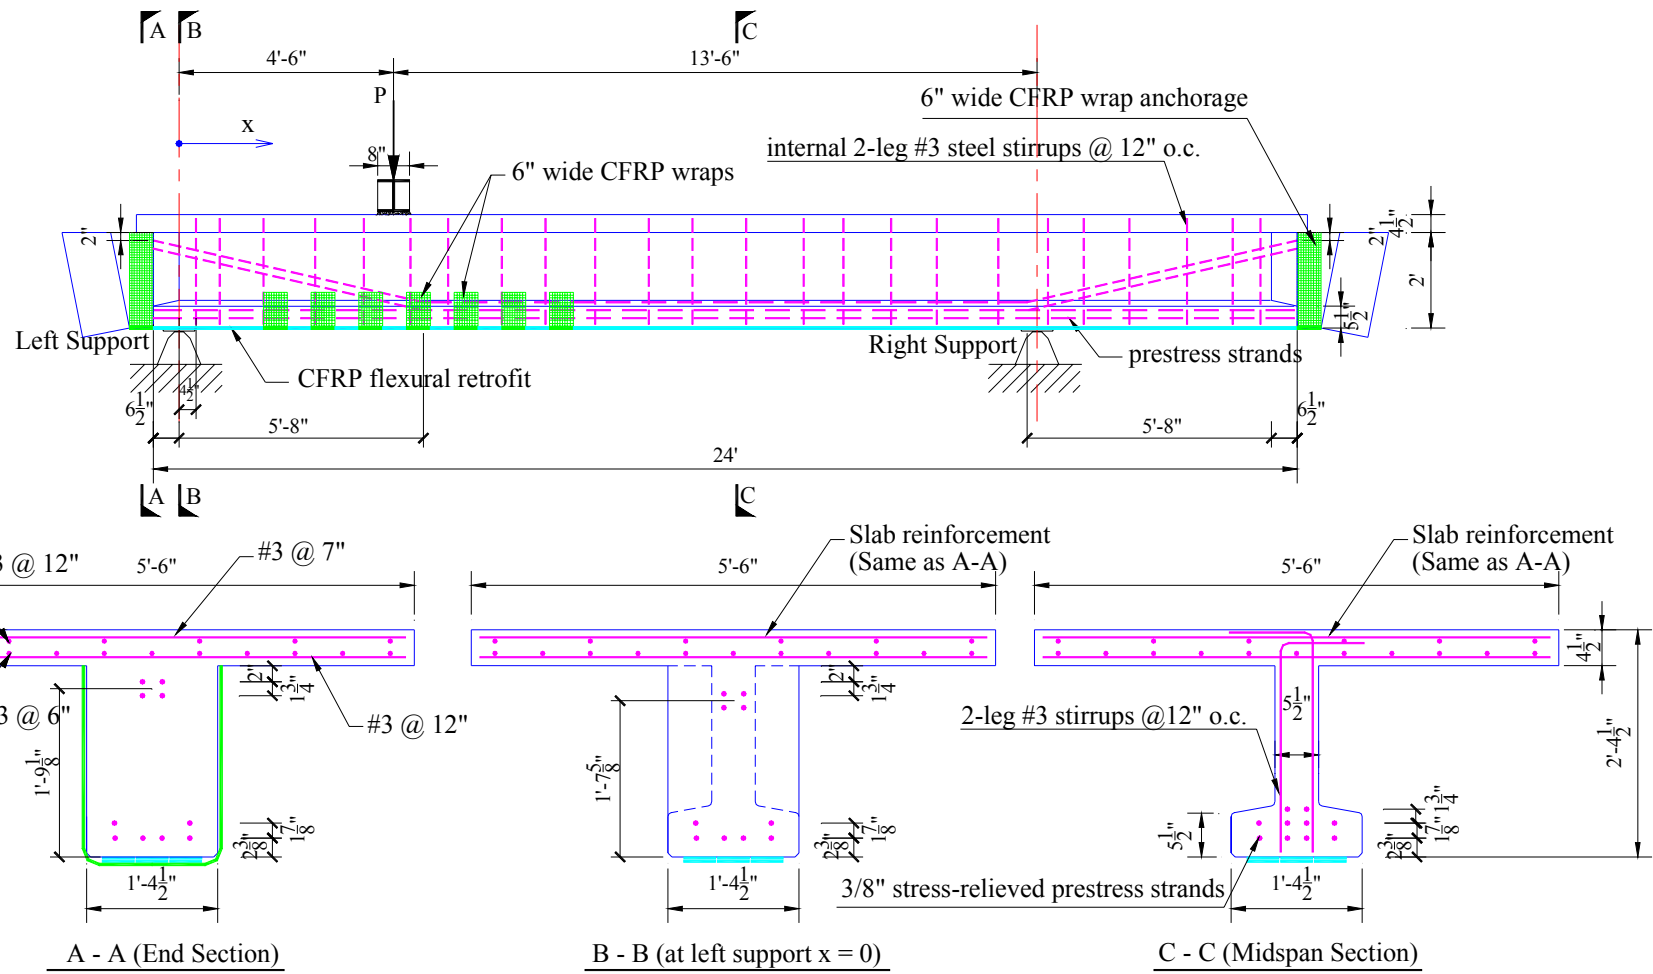 A
B
C
4'-6"
13'-6"
P
6" wide CFRP wrap anchorage
x
internal 2-leg #3 steel stirrups @ 12" o.c.
8"
6" wide CFRP wraps
2"
2"
4 1/2"
2'
5 1/2"
Left Support
Right Support
prestress strands
CFRP flexural retrofit
4 1/2"
6 1/2"
6 1/2"
5'-8"
5'-8"
24'
A
B
C
3 @ 12"
#3 @ 7"
5'-6"
Slab reinforcement
(Same as A-A)
5'-6"
Slab reinforcement
(Same as A-A)
5'-6"
2"
1 3/4"
2"
1 3/4"
4 1/2"
3 @ 6"
#3 @ 12"
5 1/2"
2-leg #3 stirrups @12" o.c.
2'-4 1/2"
1'-9 1/8"
1'-7 5/8"
1 3/4"
2 3/8"
1 7/8"
2 3/8"
1 7/8"
5 1/2"
2 3/8"
1 7/8"
1'-4 1/2"
1'-4 1/2"
3/8" stress-relieved prestress strands
1'-4 1/2"
A - A (End Section)
B - B (at left support x = 0)
C - C (Midspan Section)